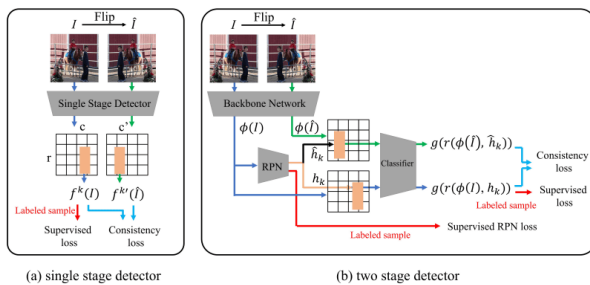 Flip
I Î
Single Stage Detector
c c'
r
f^k(I) f^{k'}(Î)
Labeled sample
Supervised loss
Consistency loss
(a) single stage detector
Flip
I Î
Backbone Network
ϕ(I) ϕ(Î)
RPN
ĥ_k
h_k
Classifier
g(r(ϕ(Î), ĥ_k))
g(r(ϕ(I), h_k))
Consistency loss
Supervised loss
Labeled sample
Supervised RPN loss
Labeled sample
(b) two stage detector